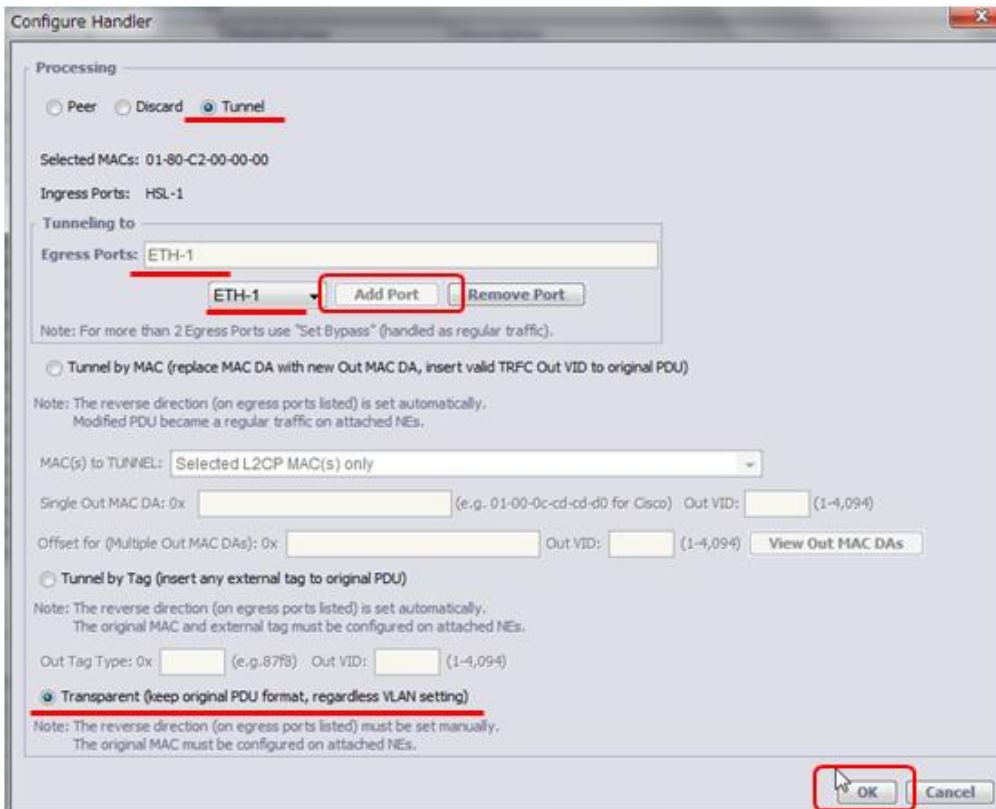 Configure Handler
Processing
Peer Discard Tunnel
Selected MACs: 01-80-C2-00-00-00
Ingress Ports: HSL-1
Tunneling to
Egress Ports: ETH-1
ETH-1 Add Port Remove Port
Note: For more than 2 Egress Ports use "Set Bypass" (handled as regular traffic).
Tunnel by MAC (replace MAC DA with new Out MAC DA, insert valid TRFC Out VID to original PDU)
Note: The reverse direction (on egress ports listed) is set automatically.
Modified PDU became a regular traffic on attached NEs.
MAC(s) to TUNNEL: Selected L2CP MAC(s) only
Single Out MAC DA: 0x (e.g. 01-00-0c-cd-cd-d0 for Cisco) Out VID: (1-4,094)
Offset for (Multiple Out MAC DAs): 0x Out VID: (1-4,094) View Out MAC DAs
Tunnel by Tag (insert any external tag to original PDU)
Note: The reverse direction (on egress ports listed) is set automatically.
The original MAC and external tag must be configured on attached NEs.
Out Tag Type: 0x (e.g.87f8) Out VID: (1-4,094)
Transparent (keep original PDU format, regardless VLAN setting)
Note: The reverse direction (on egress ports listed) must be set manually.
The original MAC must be configured on attached NEs.
OK Cancel